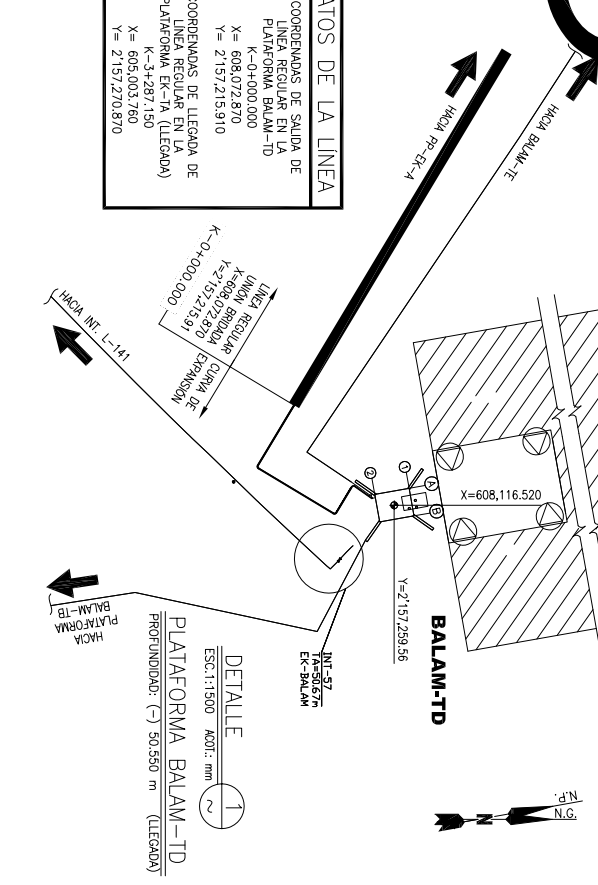 ATOS DE LA LÍNEA
COORDENADAS DE SALIDA DE
LÍNEA REGULAR EN LA
PLATAFORMA BALAM-TD
K-0+000.000
X= 608,072.870
Y= 2'157,215.910
COORDENADAS DE LLEGADA DE
LÍNEA REGULAR EN LA
PLATAFORMA EK-TA (LLEGADA)
K-3+287.150
X= 605,003.760
Y= 2'157,270.870
HACIA PP-EK-A
HACIA BALAM-TE
K-0+000.000
Y=2'157,215.91
X=608,072.870
UNIÓN BRIDADA
LÍNEA REGULAR
CURVA DE
EXPANSIÓN
HACIA INT. L-141
1
2
A
B
X=608,116.520
Y=2'157,259.56
BALAM-TD
INT-57
TA=50.67m
EK-BALAM
HACIA
PLATAFORMA
BALAM-TB
DETALLE
1
~
ESC.1:1500 ACOT.: mm
PLATAFORMA BALAM-TD
PROFUNDIDAD: (-) 50.550 m (LLEGADA)
N.P.
N.G.
N